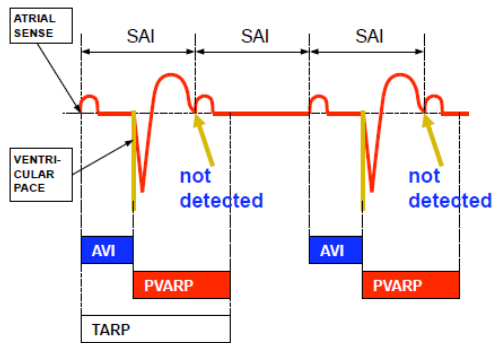 ATRIAL
SENSE
SAI
SAI
SAI
VENTRI-
CULAR
PACE
not
detected
not
detected
AVI
AVI
PVARP
PVARP
TARP